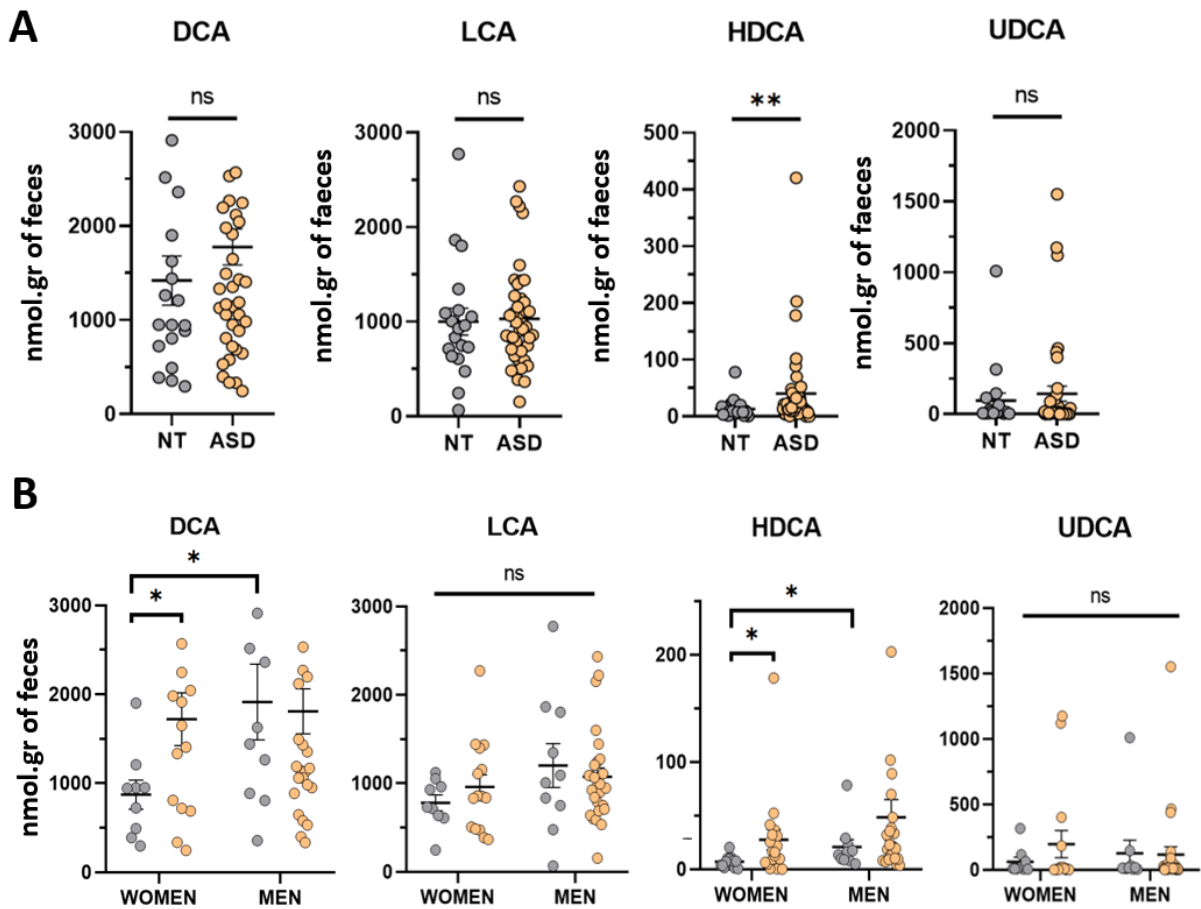 A
DCA LCA HDCA UDCA
ns ns ** ns
nmol.gr of feces
3000
2000
1000
0
NT ASD
nmol.gr of faeces
3000
2000
1000
0
NT ASD
nmol.gr of faeces
500
400
300
200
100
0
NT ASD
nmol.gr of faeces
2000
1500
1000
500
0
NT ASD
B
DCA LCA HDCA UDCA
* * ns * * ns
nmol.gr of feces
3000
2000
1000
0
WOMEN MEN
3000
2000
1000
0
WOMEN MEN
200
100
0
WOMEN MEN
2000
1500
1000
500
0
WOMEN MEN